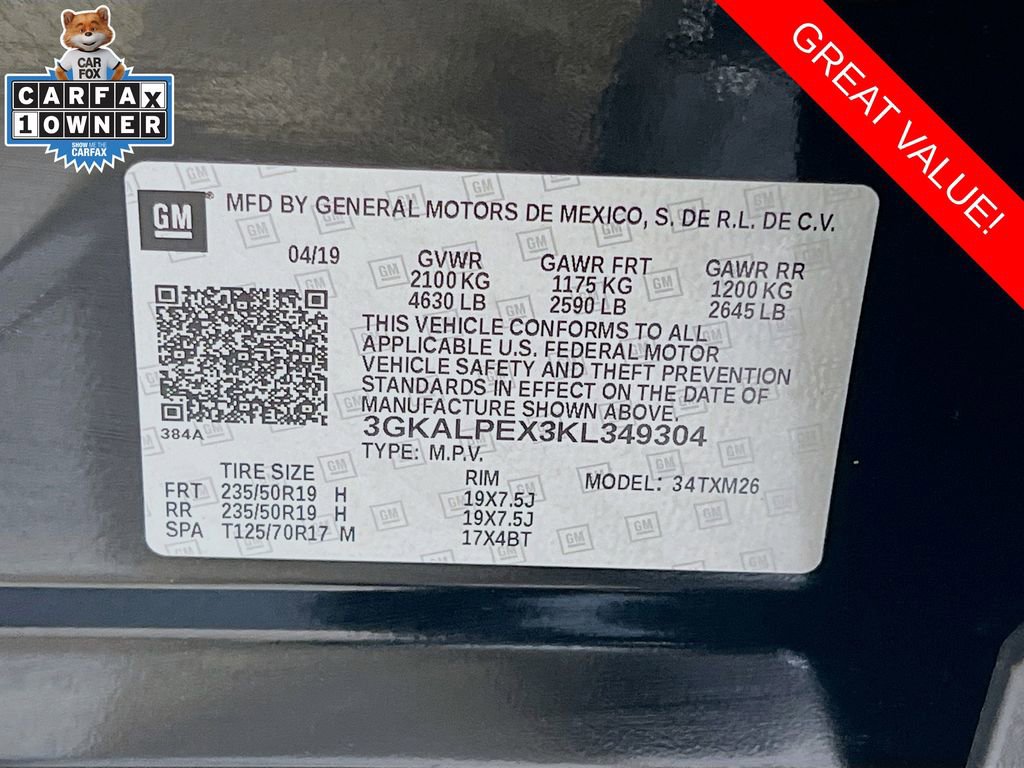 CAR
FOX
CARFAX
1 OWNER
SHOW ME THE
CARFAX
GREAT VALUE!
GM MFD BY GENERAL MOTORS DE MEXICO, S. DE R.L. DE C.V.
04/19 GVWR GAWR FRT GAWR RR
2100 KG 1175 KG 1200 KG
4630 LB 2590 LB 2645 LB
THIS VEHICLE CONFORMS TO ALL
APPLICABLE U.S. FEDERAL MOTOR
VEHICLE SAFETY AND THEFT PREVENTION
STANDARDS IN EFFECT ON THE DATE OF
MANUFACTURE SHOWN ABOVE.
384A 3GKALPEX3KL349304
TYPE: M.P.V.
TIRE SIZE RIM MODEL: 34TXM26
FRT 235/50R19 H 19X7.5J
RR 235/50R19 H 19X7.5J
SPA T125/70R17 M 17X4BT